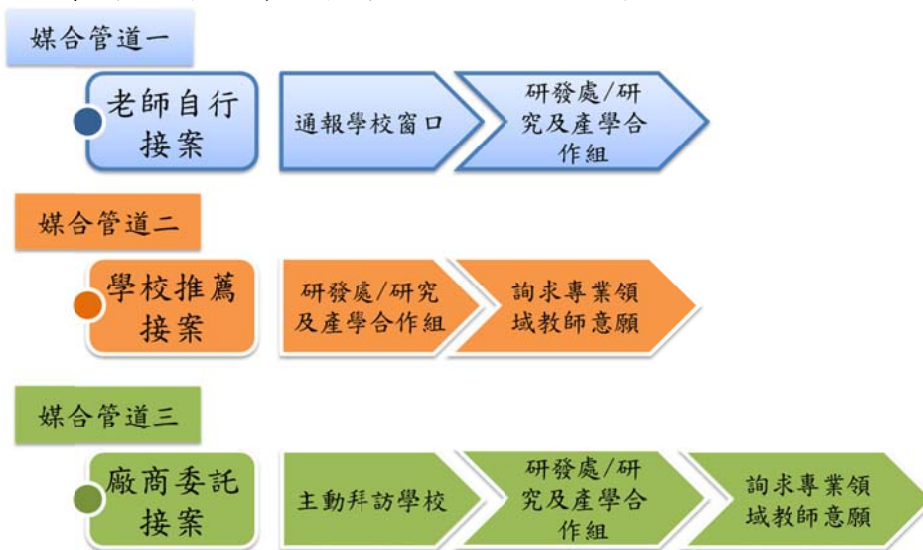 媒合管道一
老師自行
接案
通報學校窗口
研發處/研
究及產學合
作組
媒合管道二
學校推薦
接案
研發處/研究
及產學合作組
詢求專業領
域教師意願
媒合管道三
廠商委託
接案
主動拜訪學校
研發處/研
究及產學合
作組
詢求專業領
域教師意願